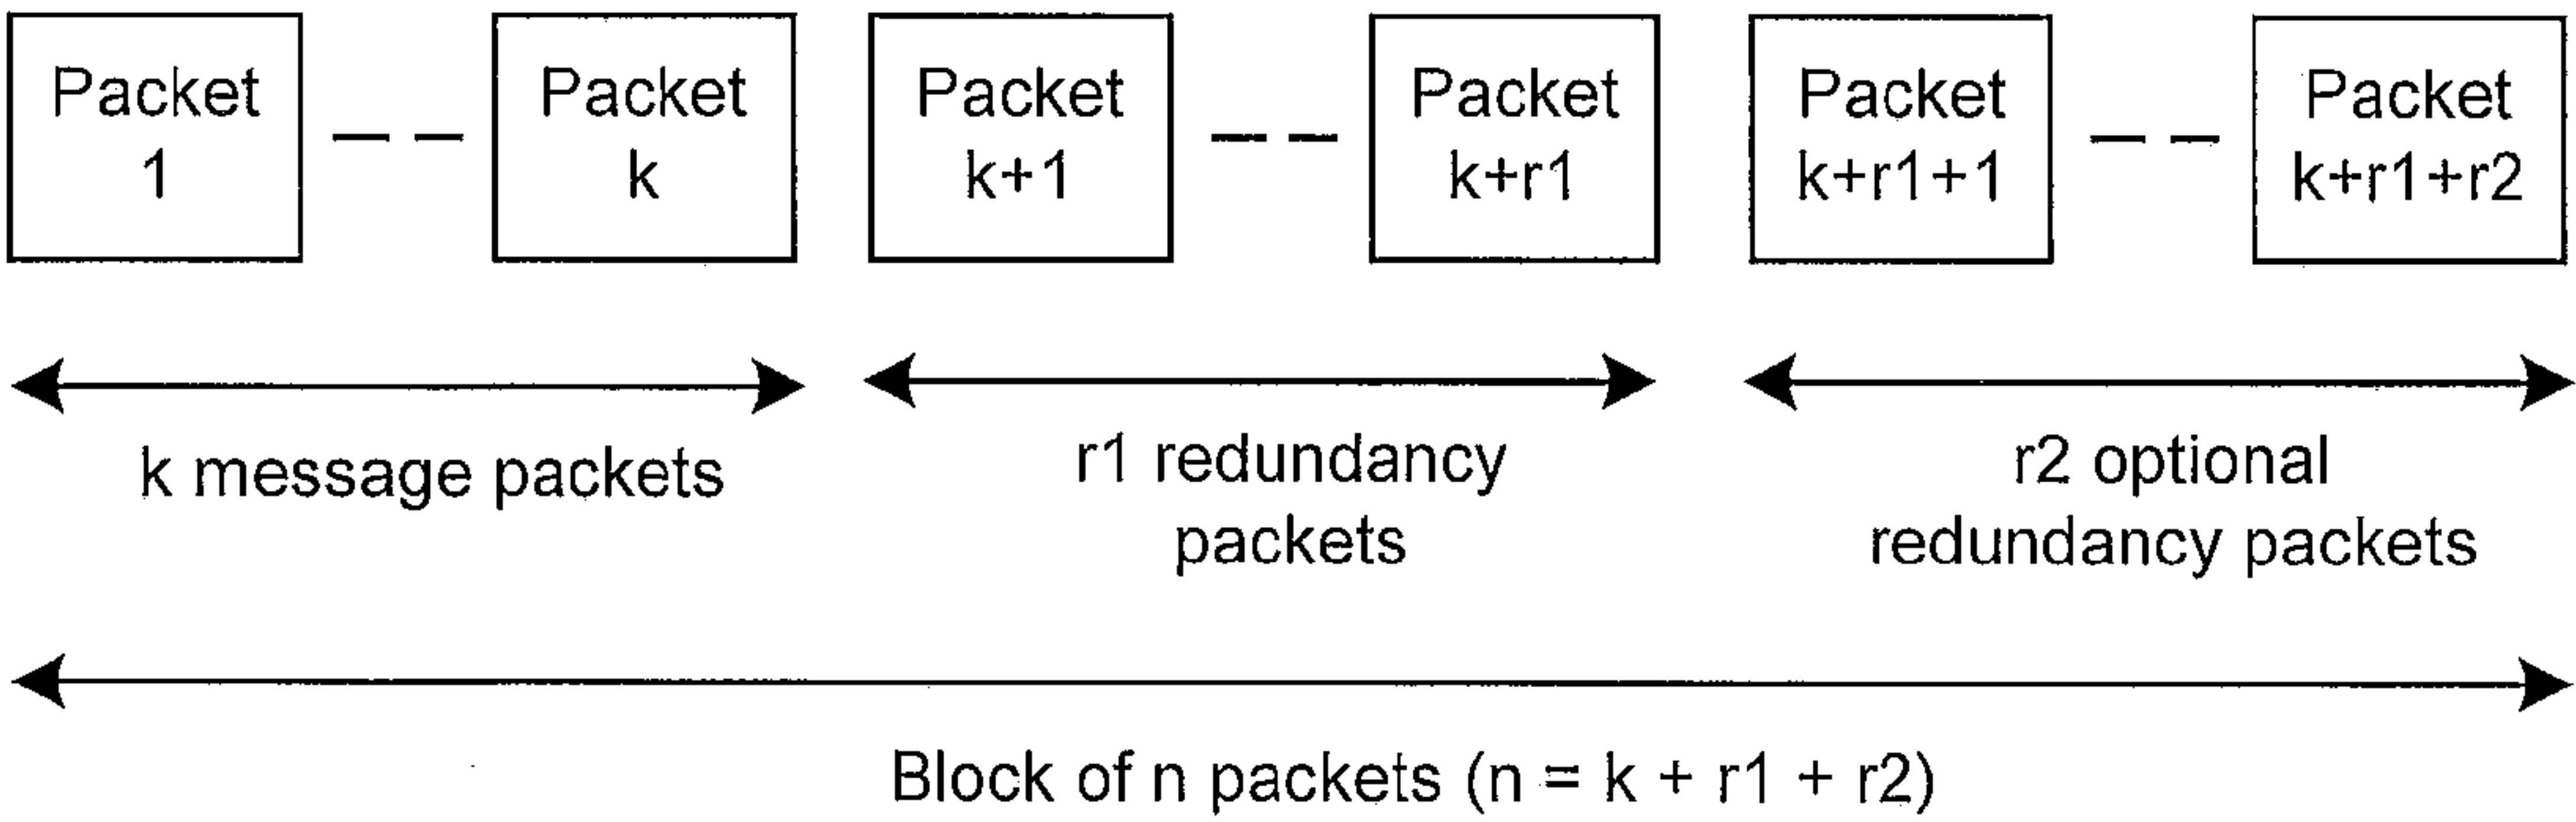 Packet
1
Packet
k
Packet
k+1
Packet
k+r1
Packet
k+r1+1
Packet
k+r1+r2
k message packets
r1 redundancy
packets
r2 optional
redundancy packets
Block of n packets (n = k + r1 + r2)